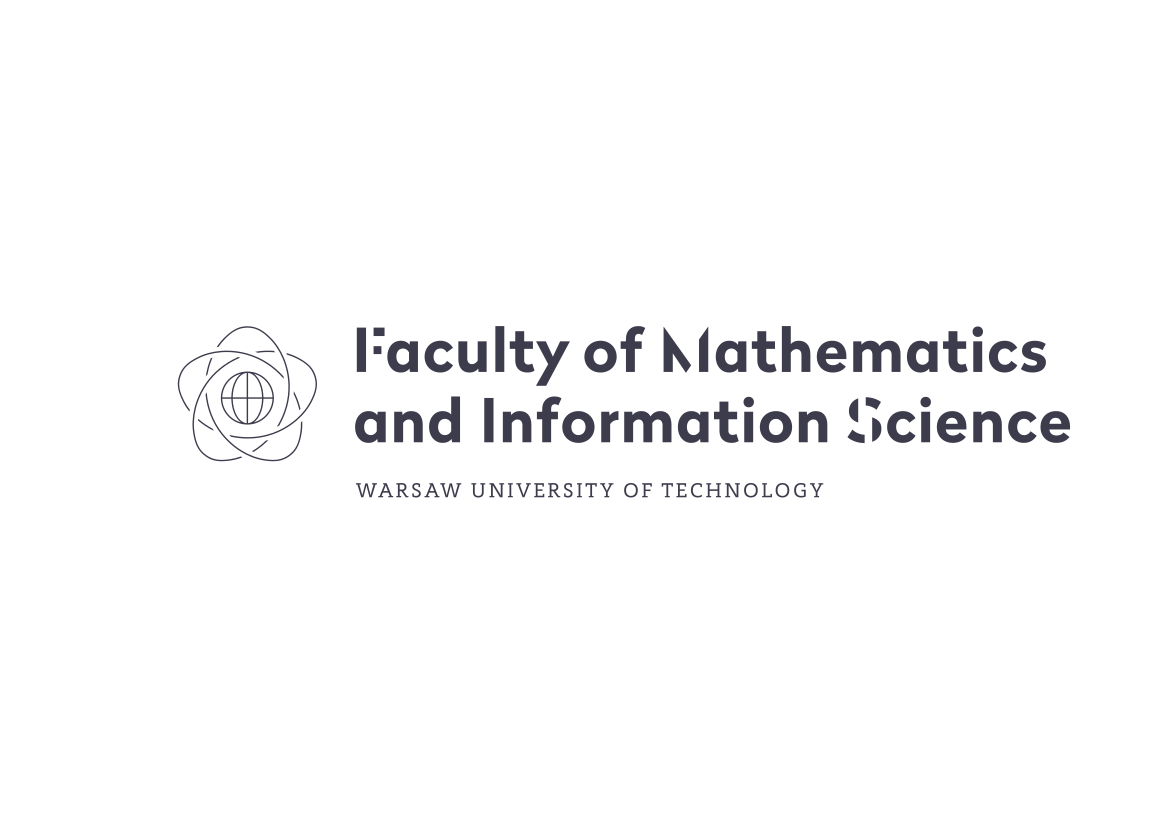 Faculty of Mathematics
and Information Science
WARSAW UNIVERSITY OF TECHNOLOGY